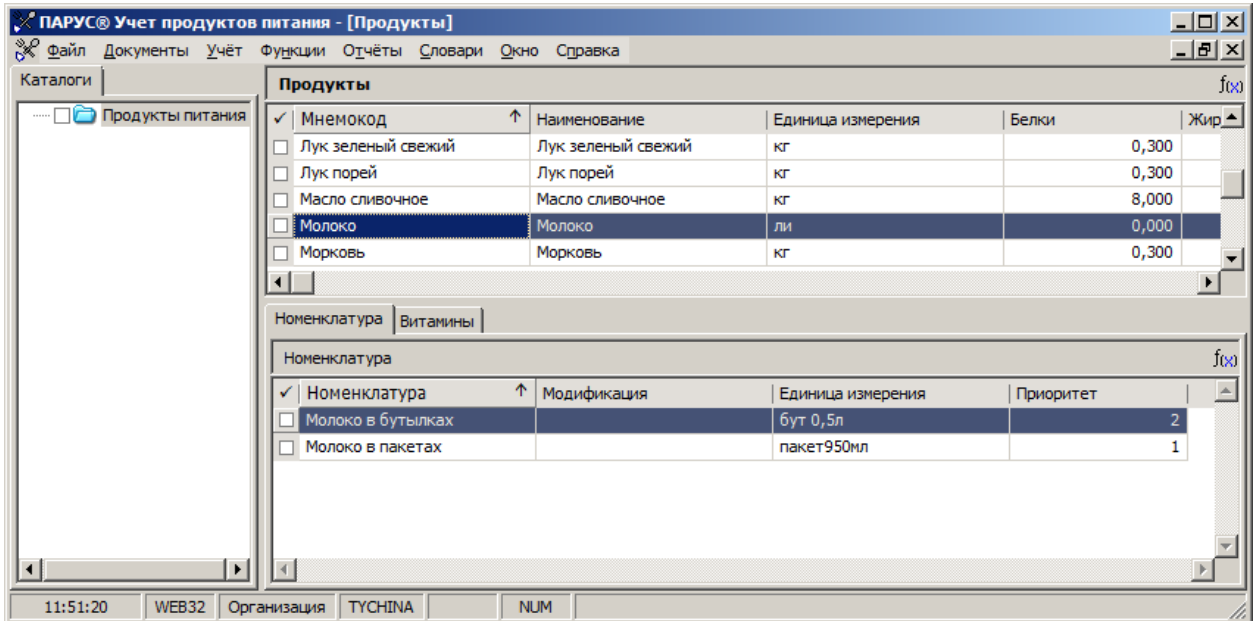 ПАРУС® Учет продуктов питания - [Продукты]
Файл Документы Учёт Функции Отчёты Словари Окно Справка
Каталоги
Продукты питания
Продукты
f(x)
✓ Мнемокод ↑ Наименование Единица измерения Белки Жир
Лук зеленый свежий Лук зеленый свежий кг 0,300
Лук порей Лук порей кг 0,300
Масло сливочное Масло сливочное кг 8,000
Молоко Молоко ли 0,000
Морковь Морковь кг 0,300
Номенклатура Витамины
Номенклатура f(x)
✓ Номенклатура ↑ Модификация Единица измерения Приоритет
Молоко в бутылках бут 0,5л 2
Молоко в пакетах пакет950мл 1
11:51:20 WEB32 Организация TYCHINA NUM